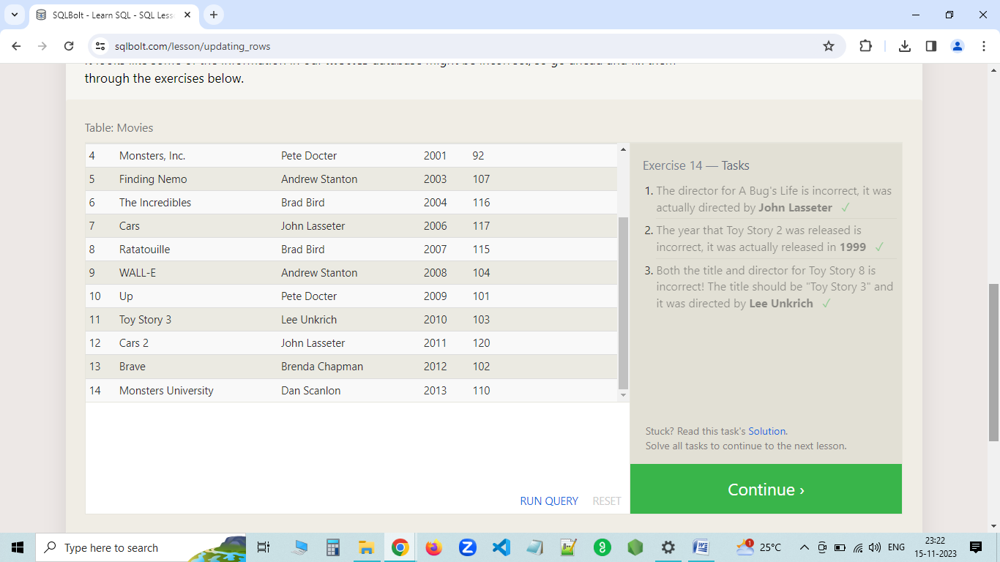 SQLBolt - Learn SQL - SQL Less
sqlbolt.com/lesson/updating_rows
through the exercises below.
Table: Movies
4 Monsters, Inc. Pete Docter 2001 92
5 Finding Nemo Andrew Stanton 2003 107
6 The Incredibles Brad Bird 2004 116
7 Cars John Lasseter 2006 117
8 Ratatouille Brad Bird 2007 115
9 WALL-E Andrew Stanton 2008 104
10 Up Pete Docter 2009 101
11 Toy Story 3 Lee Unkrich 2010 103
12 Cars 2 John Lasseter 2011 120
13 Brave Brenda Chapman 2012 102
14 Monsters University Dan Scanlon 2013 110
RUN QUERY RESET
Exercise 14 — Tasks
1. The director for A Bug's Life is incorrect, it was
actually directed by John Lasseter ✓
2. The year that Toy Story 2 was released is
incorrect, it was actually released in 1999 ✓
3. Both the title and director for Toy Story 8 is
incorrect! The title should be "Toy Story 3" and
it was directed by Lee Unkrich ✓
Stuck? Read this task's Solution.
Solve all tasks to continue to the next lesson.
Continue ›
Type here to search
1
25°C
ENG
23:22
15-11-2023